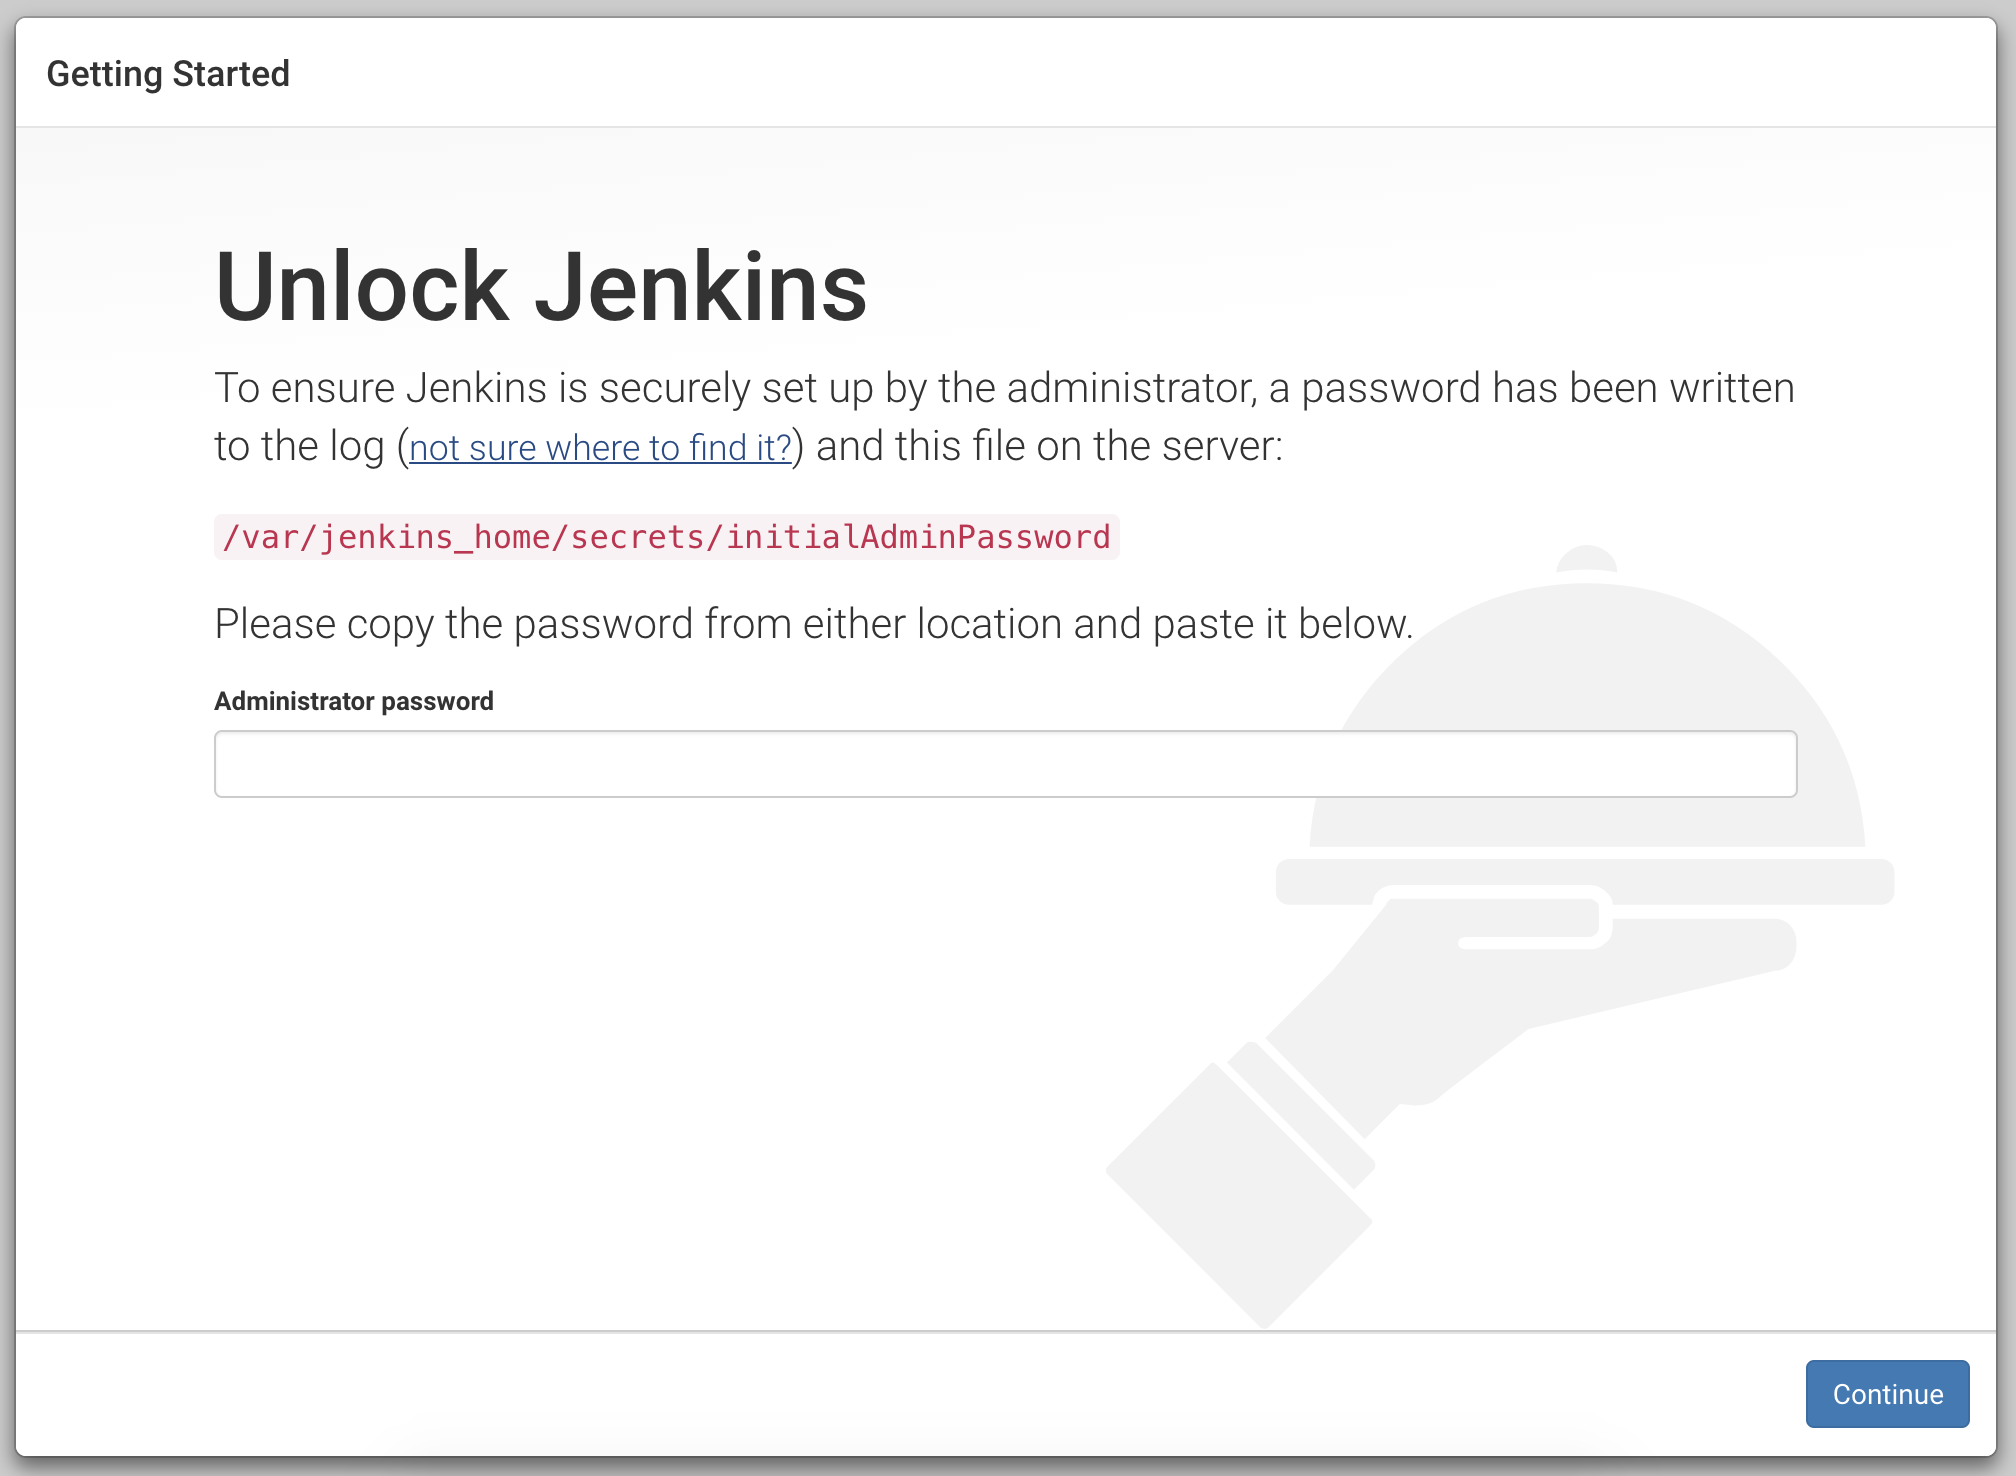 Getting Started
Unlock Jenkins
To ensure Jenkins is securely set up by the administrator, a password has been written
to the log (not sure where to find it?) and this file on the server:
/var/jenkins_home/secrets/initialAdminPassword
Please copy the password from either location and paste it below.
Administrator password
Continue